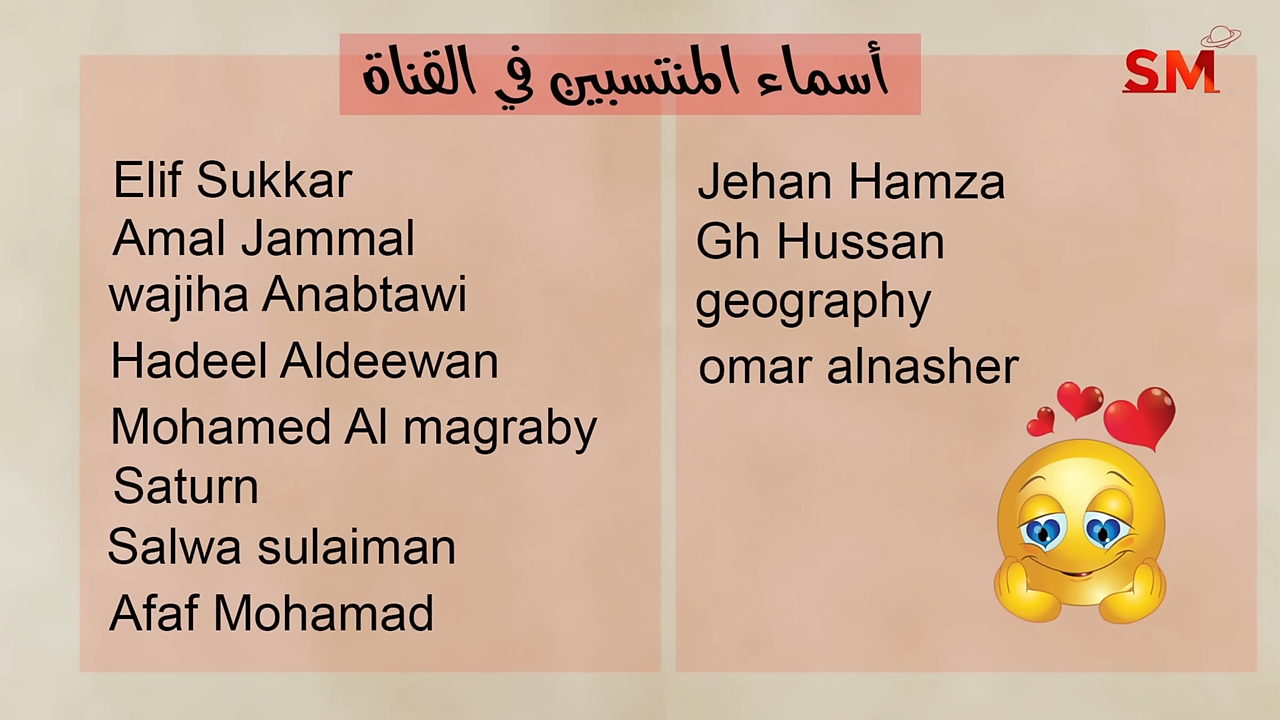 أسماء المنتسبين في القناة
SM
Elif Sukkar
Amal Jammal
wajiha Anabtawi
Hadeel Aldeewan
Mohamed Al magraby
Saturn
Salwa sulaiman
Afaf Mohamad
Jehan Hamza
Gh Hussan
geography
omar alnasher